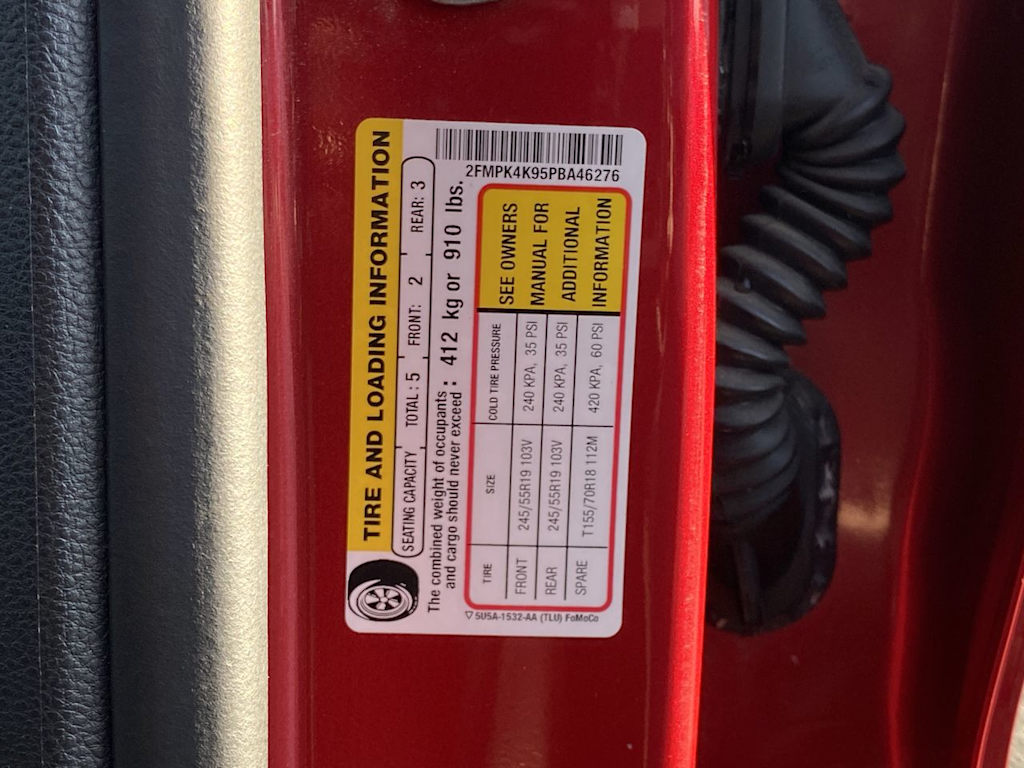 TIRE AND LOADING INFORMATION
SEATING CAPACITY TOTAL : 5 FRONT: 2 REAR: 3
The combined weight of occupants
and cargo should never exceed : 412 kg or 910 lbs.
2FMPK4K95PBA46276
TIRE SIZE COLD TIRE PRESSURE
FRONT 245/55R19 103V 240 KPA, 35 PSI
REAR 245/55R19 103V 240 KPA, 35 PSI
SPARE T155/70R18 112M 420 KPA, 60 PSI
SEE OWNERS
MANUAL FOR
ADDITIONAL
INFORMATION
5U5A-1532-AA (TLU) FoMoCo